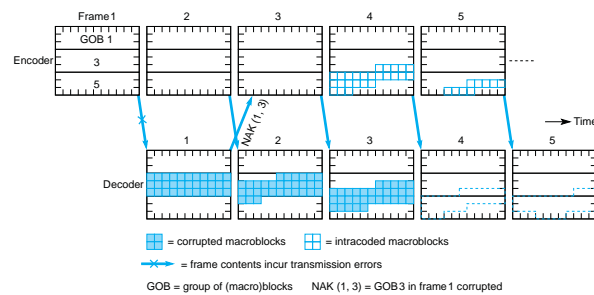 Frame 1 2 3 4 5
GOB 1
Encoder 3
5
NAK (1, 3)
Time
1 2 3 4 5
Decoder
= corrupted macroblocks = intracoded macroblocks
= frame contents incur transmission errors
GOB = group of (macro)blocks NAK (1, 3) = GOB 3 in frame 1 corrupted